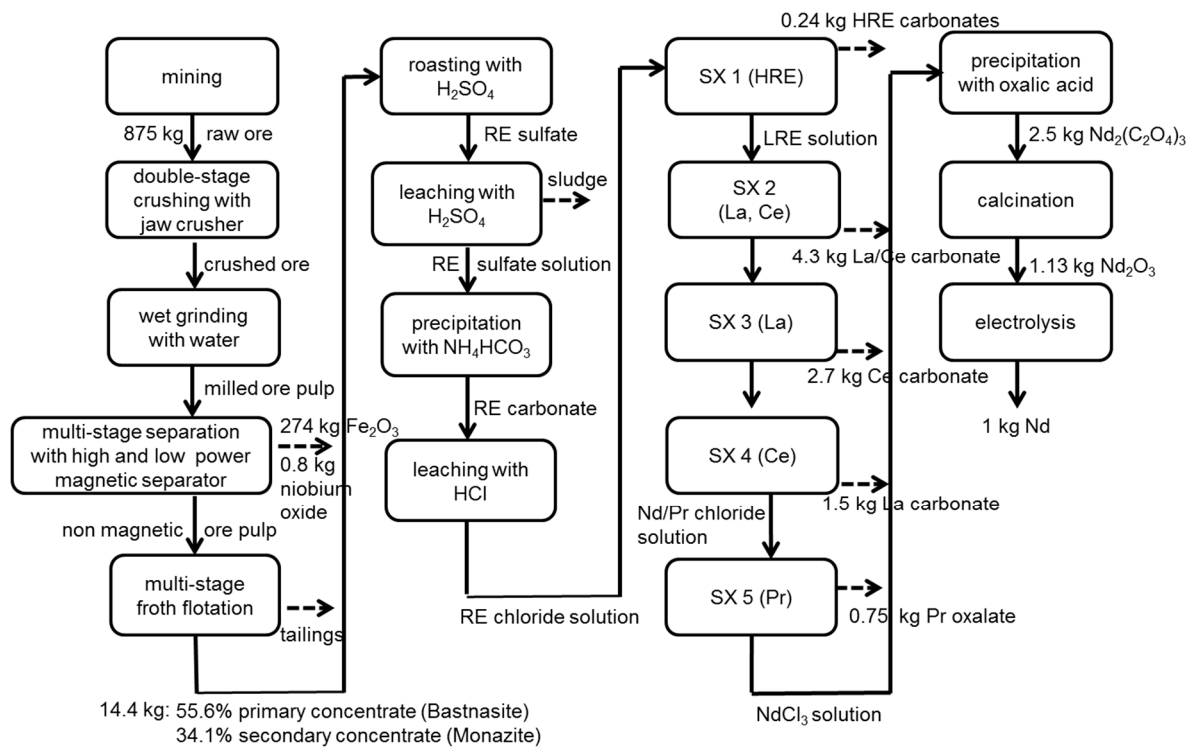 mining
875 kg raw ore
double-stage
crushing with
jaw crusher
crushed ore
wet grinding
with water
milled ore pulp
multi-stage separation
with high and low power
magnetic separator
274 kg Fe₂O₃
0.8 kg
niobium
oxide
non magnetic ore pulp
multi-stage
froth flotation
tailings
14.4 kg: 55.6% primary concentrate (Bastnasite)
34.1% secondary concentrate (Monazite)
roasting with
H₂SO₄
RE sulfate
leaching with
H₂SO₄
sludge
RE sulfate solution
precipitation
with NH₄HCO₃
RE carbonate
leaching with
HCl
RE chloride solution
SX 1 (HRE)
0.24 kg HRE carbonates
LRE solution
SX 2
(La, Ce)
4.3 kg La/Ce carbonate
SX 3 (La)
2.7 kg Ce carbonate
SX 4 (Ce)
1.5 kg La carbonate
Nd/Pr chloride
solution
SX 5 (Pr)
0.75 kg Pr oxalate
NdCl₃ solution
precipitation
with oxalic acid
2.5 kg Nd₂(C₂O₄)₃
calcination
1.13 kg Nd₂O₃
electrolysis
1 kg Nd